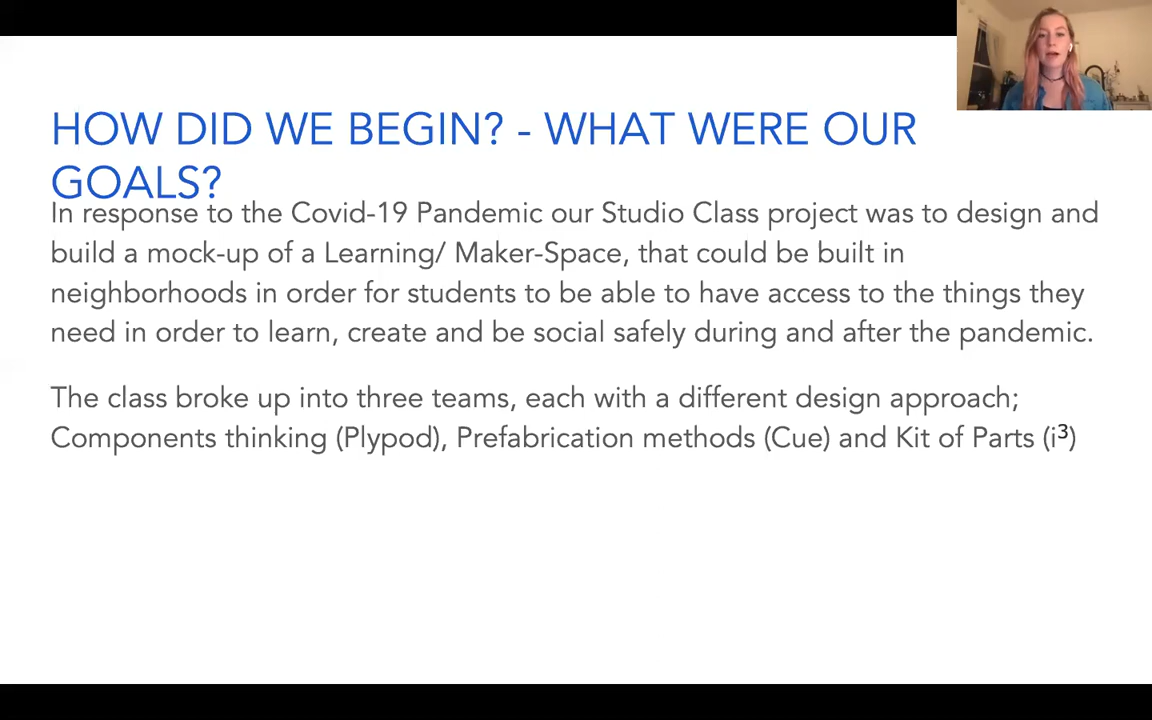 HOW DID WE BEGIN? - WHAT WERE OUR
GOALS?
In response to the Covid-19 Pandemic our Studio Class project was to design and
build a mock-up of a Learning/ Maker-Space, that could be built in
neighborhoods in order for students to be able to have access to the things they
need in order to learn, create and be social safely during and after the pandemic.
The class broke up into three teams, each with a different design approach;
Components thinking (Plypod), Prefabrication methods (Cue) and Kit of Parts (i³)